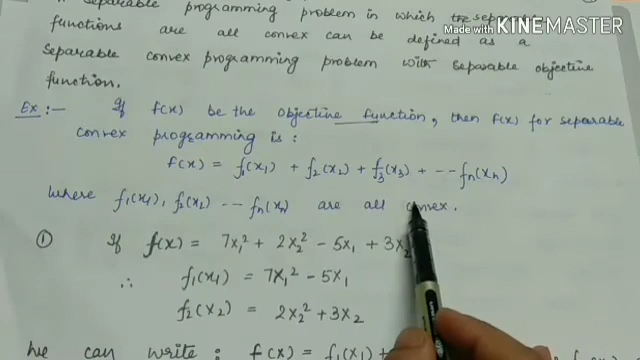 Separable programming problem in which the
Made with KINEMASTER
functions are all convex can be defined as a
separable convex programming problem with separable objective
function.
Ex :- If f(x) be the objective function, then f(x) for separable
convex programming is :
f(x) = f₁(x₁) + f₂(x₂) + f₃(x₃) + -- fₙ(xₙ)
where f₁(x₁), f₂(x₂) -- fₙ(xₙ) are all convex.
① If f(x) = 7x₁² + 2x₂² - 5x₁ + 3x₂
∴ f₁(x₁) = 7x₁² - 5x₁
f₂(x₂) = 2x₂² + 3x₂
We can write : f(x) = f₁(x₁) +